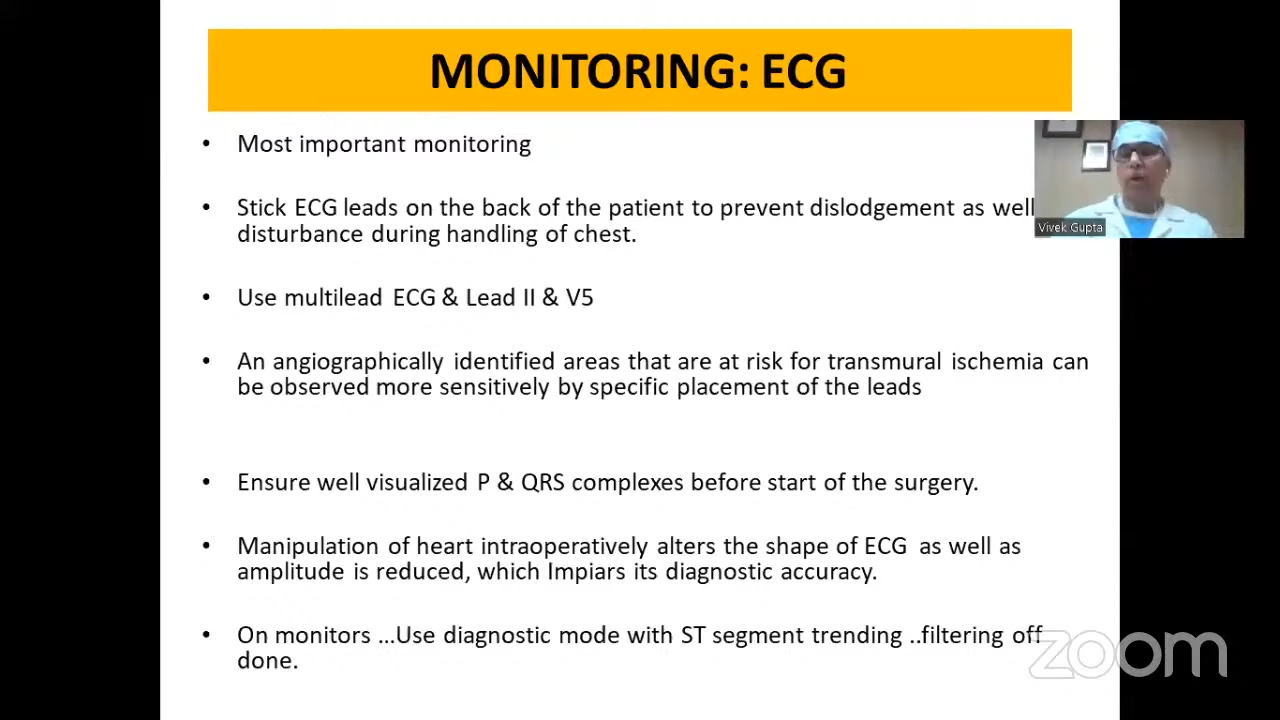 MONITORING: ECG
• Most important monitoring
• Stick ECG leads on the back of the patient to prevent dislodgement as well
disturbance during handling of chest.
• Use multilead ECG & Lead II & V5
• An angiographically identified areas that are at risk for transmural ischemia can
be observed more sensitively by specific placement of the leads
• Ensure well visualized P & QRS complexes before start of the surgery.
• Manipulation of heart intraoperatively alters the shape of ECG as well as
amplitude is reduced, which Impiars its diagnostic accuracy.
• On monitors …Use diagnostic mode with ST segment trending ..filtering off
done.
Vivek Gupta
zoom